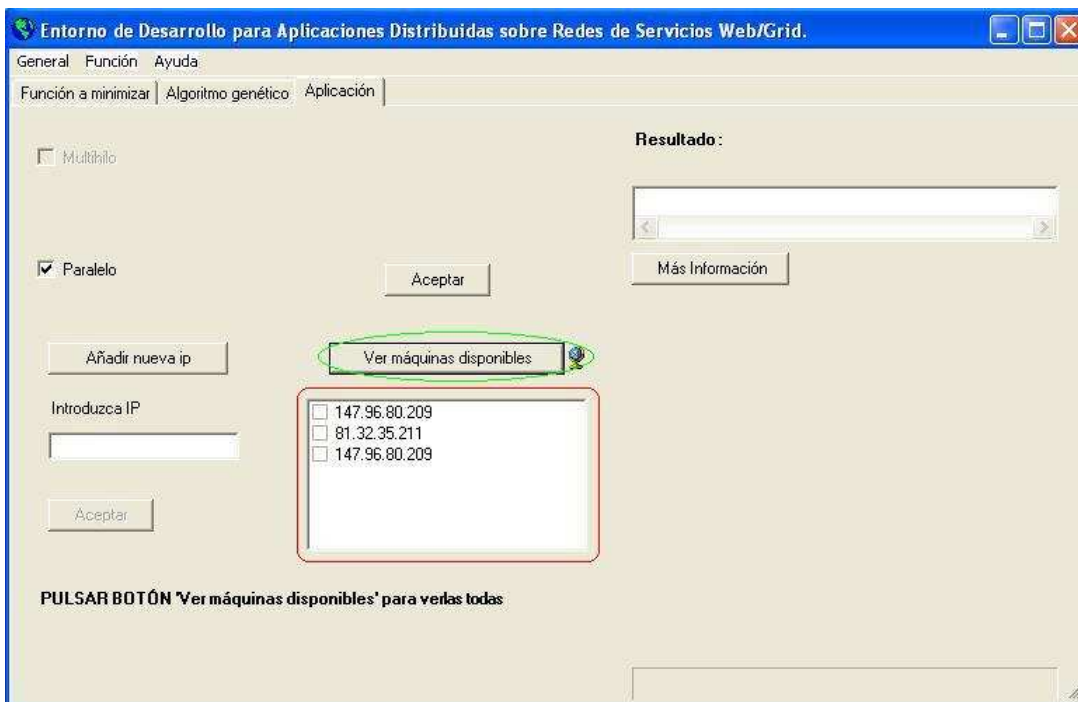 Entorno de Desarrollo para Aplicaciones Distribuidas sobre Redes de Servicios Web/Grid.
General Función Ayuda
Función a minimizar Algoritmo genético Aplicación
Multihilo
Resultado:
Paralelo
Aceptar
Más Información
Añadir nueva ip
Ver máquinas disponibles
Introduzca IP
147.96.80.209
81.32.35.211
147.96.80.209
Aceptar
PULSAR BOTÓN 'Ver máquinas disponibles' para verlas todas